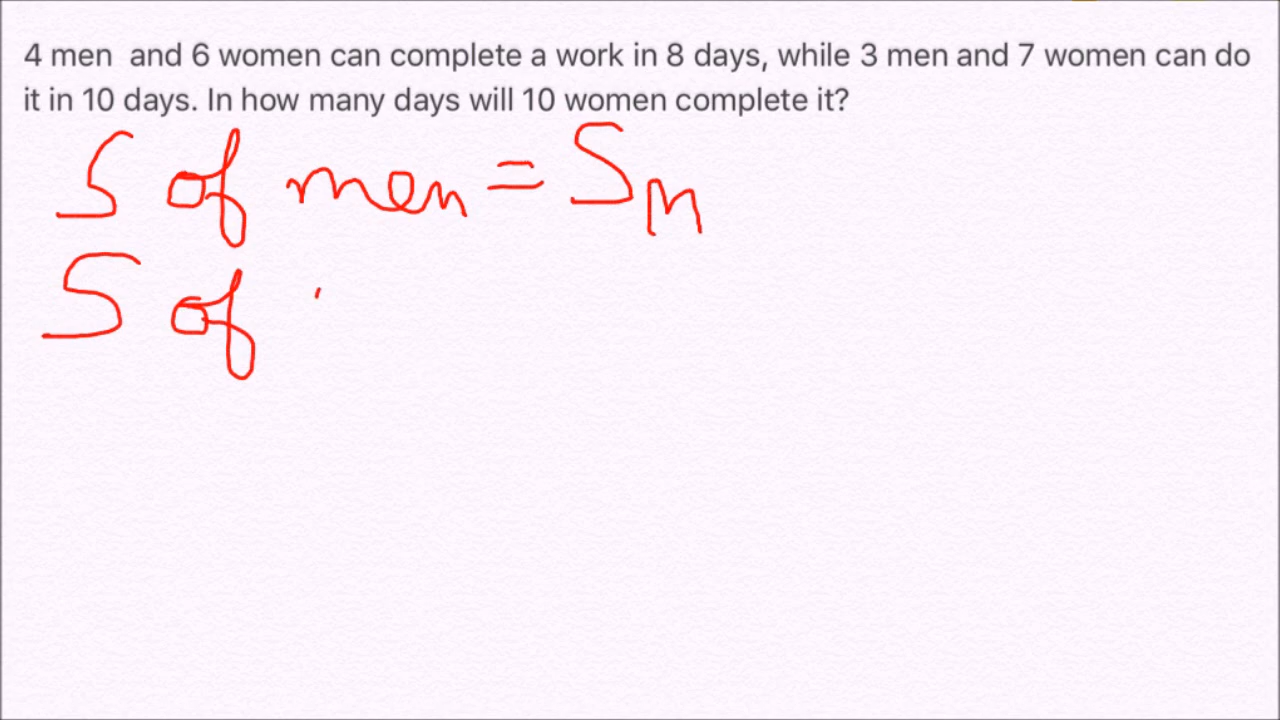 4 men and 6 women can complete a work in 8 days, while 3 men and 7 women can do
it in 10 days. In how many days will 10 women complete it?
S of men = Sm
S of